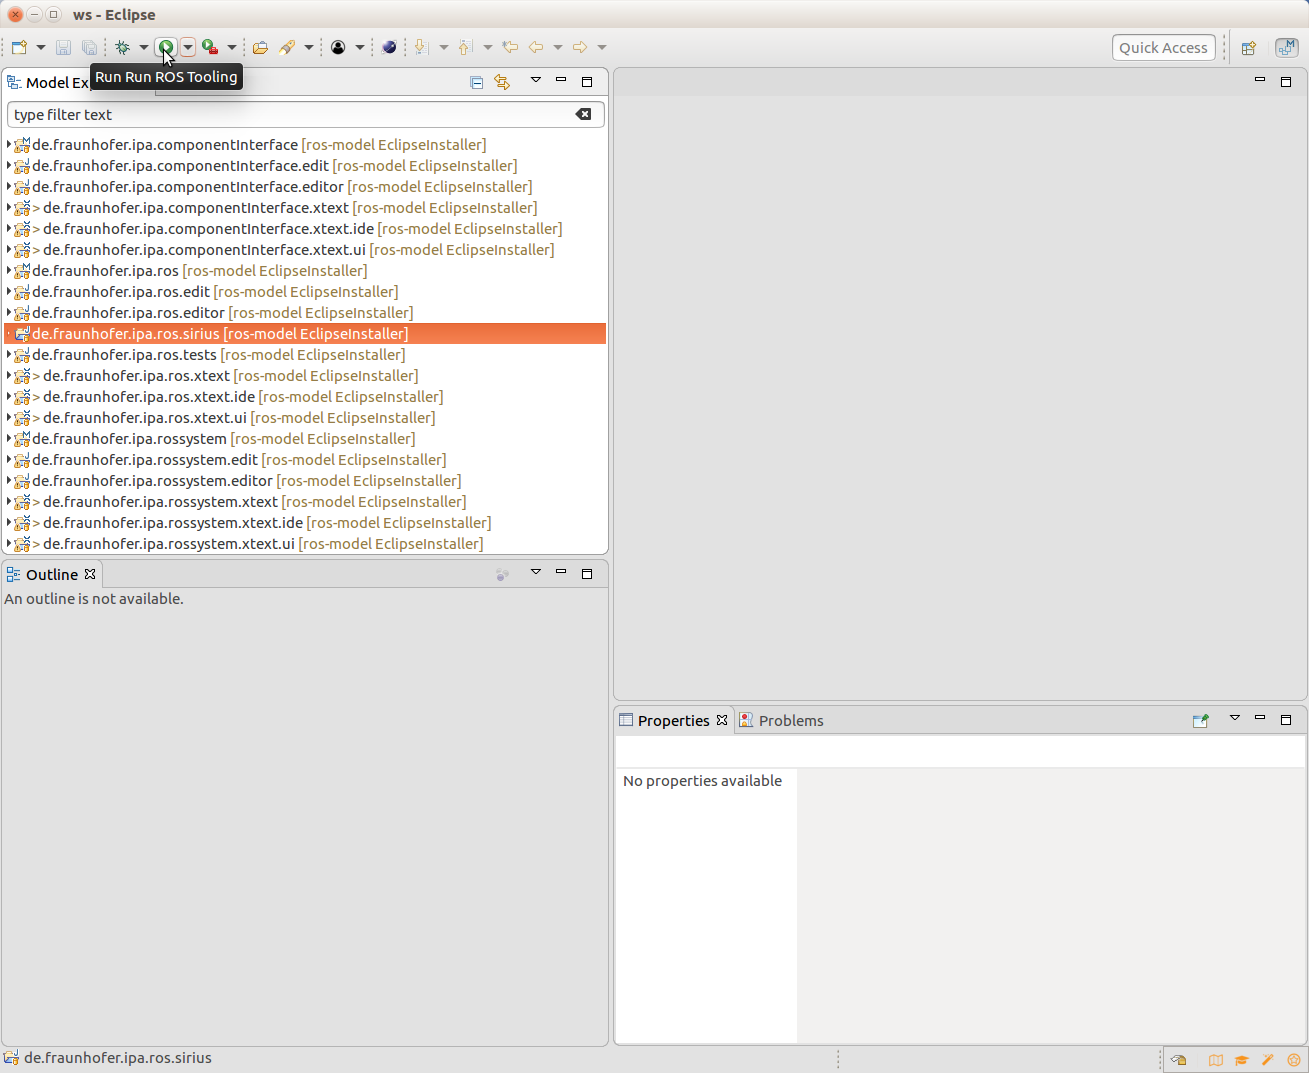 ws - Eclipse
Quick Access
Run Run ROS Tooling
Model Ex
type filter text
de.fraunhofer.ipa.componentInterface [ros-model EclipseInstaller]
de.fraunhofer.ipa.componentInterface.edit [ros-model EclipseInstaller]
de.fraunhofer.ipa.componentInterface.editor [ros-model EclipseInstaller]
> de.fraunhofer.ipa.componentInterface.xtext [ros-model EclipseInstaller]
> de.fraunhofer.ipa.componentInterface.xtext.ide [ros-model EclipseInstaller]
> de.fraunhofer.ipa.componentInterface.xtext.ui [ros-model EclipseInstaller]
de.fraunhofer.ipa.ros [ros-model EclipseInstaller]
de.fraunhofer.ipa.ros.edit [ros-model EclipseInstaller]
de.fraunhofer.ipa.ros.editor [ros-model EclipseInstaller]
de.fraunhofer.ipa.ros.sirius [ros-model EclipseInstaller]
de.fraunhofer.ipa.ros.tests [ros-model EclipseInstaller]
> de.fraunhofer.ipa.ros.xtext [ros-model EclipseInstaller]
> de.fraunhofer.ipa.ros.xtext.ide [ros-model EclipseInstaller]
> de.fraunhofer.ipa.ros.xtext.ui [ros-model EclipseInstaller]
de.fraunhofer.ipa.rossystem [ros-model EclipseInstaller]
de.fraunhofer.ipa.rossystem.edit [ros-model EclipseInstaller]
de.fraunhofer.ipa.rossystem.editor [ros-model EclipseInstaller]
> de.fraunhofer.ipa.rossystem.xtext [ros-model EclipseInstaller]
> de.fraunhofer.ipa.rossystem.xtext.ide [ros-model EclipseInstaller]
> de.fraunhofer.ipa.rossystem.xtext.ui [ros-model EclipseInstaller]
Outline
An outline is not available.
Properties
Problems
No properties available
de.fraunhofer.ipa.ros.sirius